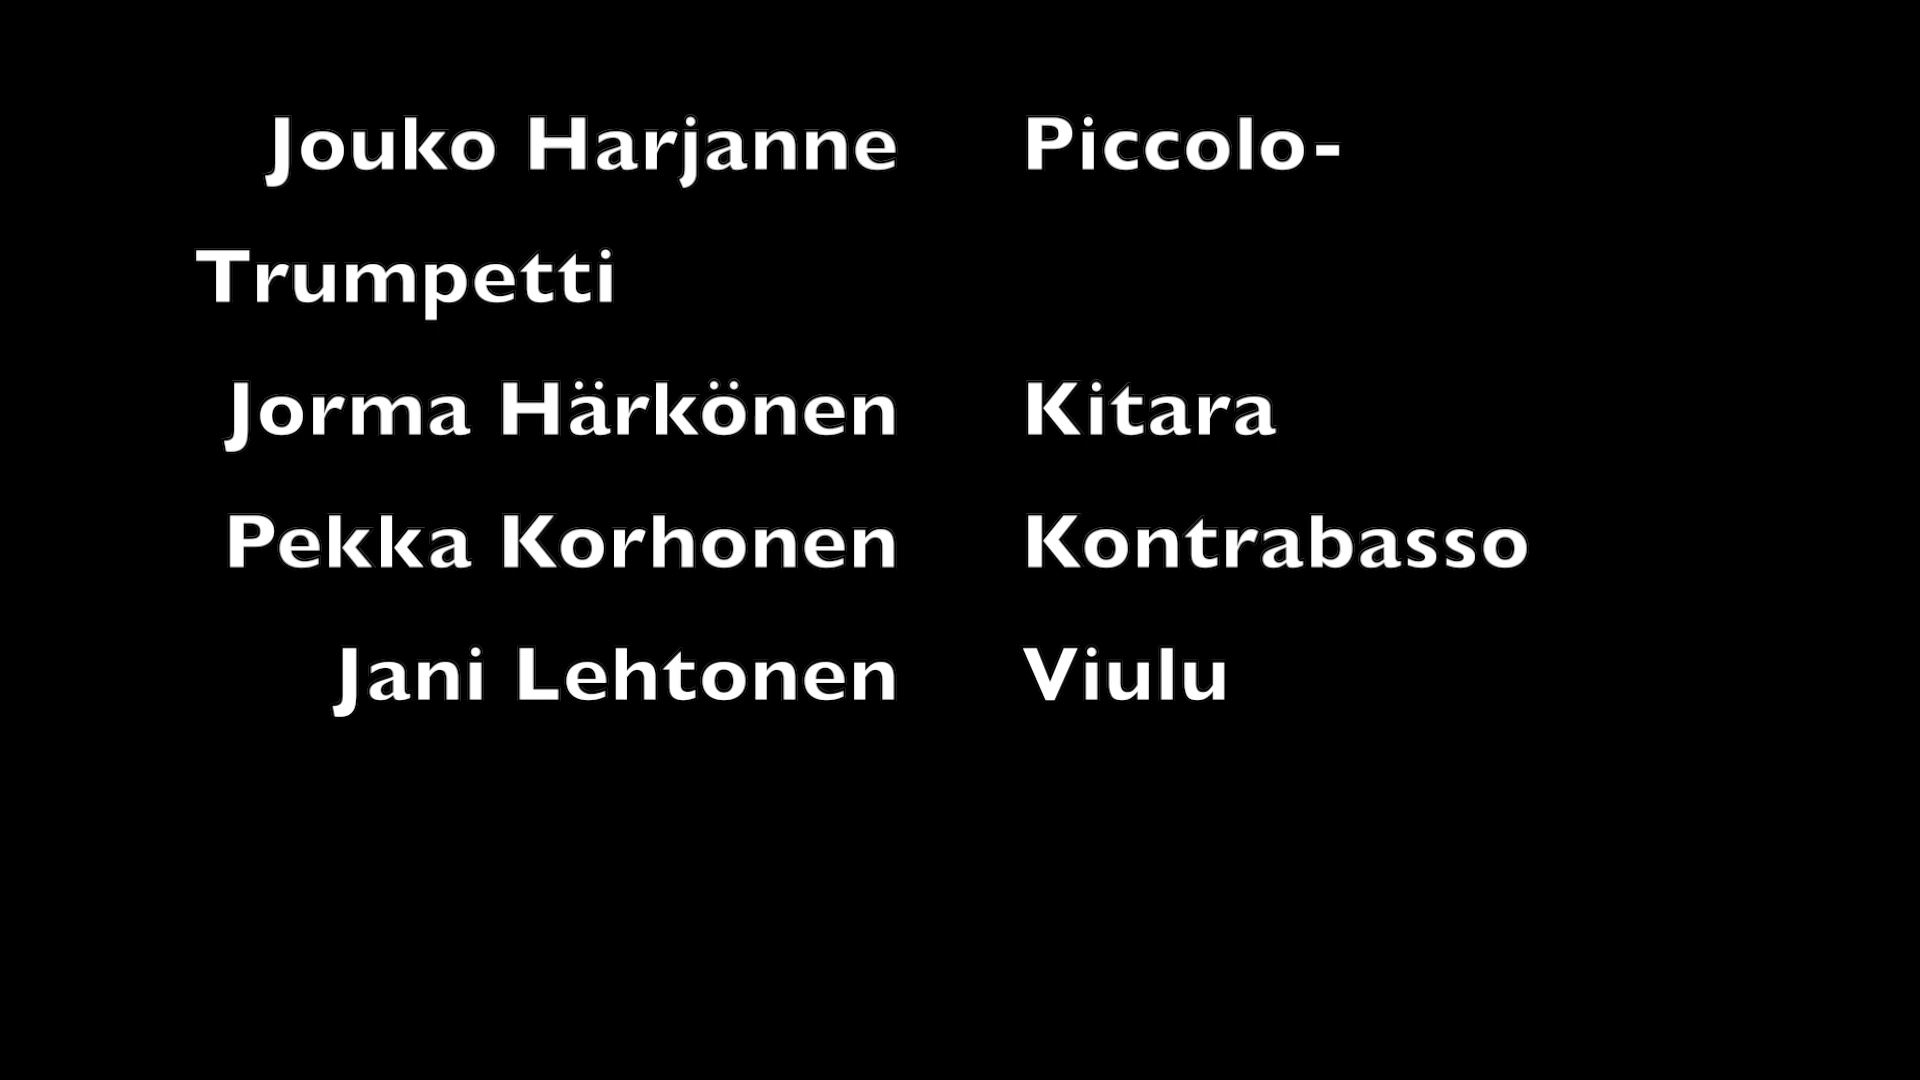 Jouko Harjanne Piccolo-
Trumpetti
Jorma Härkönen Kitara
Pekka Korhonen Kontrabasso
Jani Lehtonen Viulu